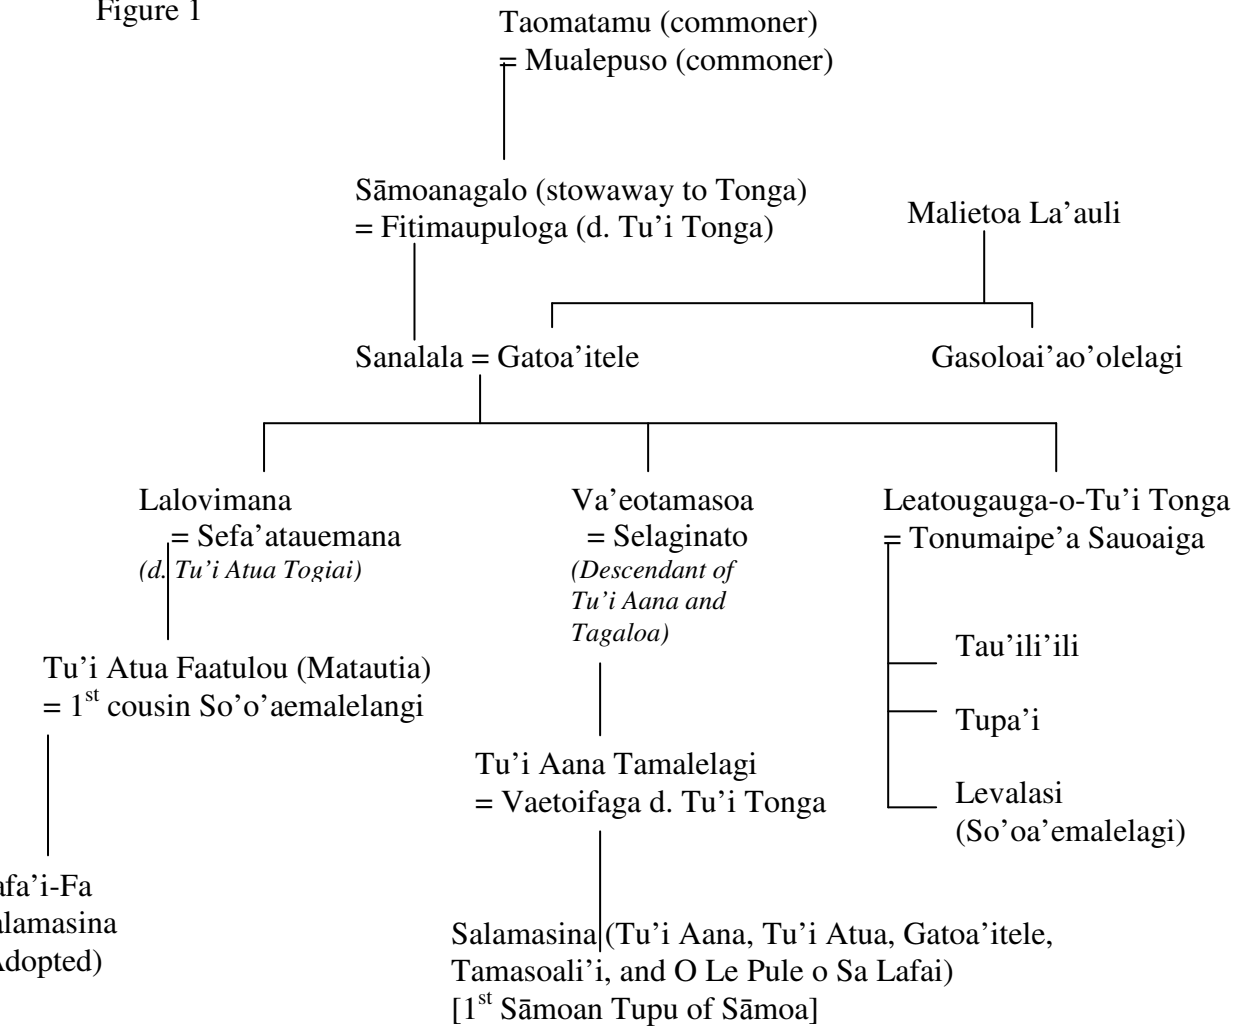 Figure 1
Taomatamu (commoner)
= Mualepuso (commoner)
Sāmoanagalo (stowaway to Tonga)
= Fitimaupuloga (d. Tu’i Tonga)
Malietoa La’auli
Sanalala = Gatoa’itele
Gasoloai’ao’olelagi
Lalovimana
= Sefa’atauemana
(d. Tu’i Atua Togiai)
Va’eotamasoa
= Selaginato
(Descendant of
Tu’i Aana and
Tagaloa)
Leatougauga-o-Tu’i Tonga
= Tonumaipe’a Sauoaiga
Tau’ili’ili
Tupa’i
Levalasi
(So’oa’emalelagi)
Tu’i Atua Faatulou (Matautia)
= 1st cousin So’o’aemalelangi
Tu’i Aana Tamalelagi
= Vaetoifaga d. Tu’i Tonga
afa’i-Fa
alamasina
Adopted)
Salamasina (Tu’i Aana, Tu’i Atua, Gatoa’itele,
Tamasoali’i, and O Le Pule o Sa Lafai)
[1st Sāmoan Tupu of Sāmoa]